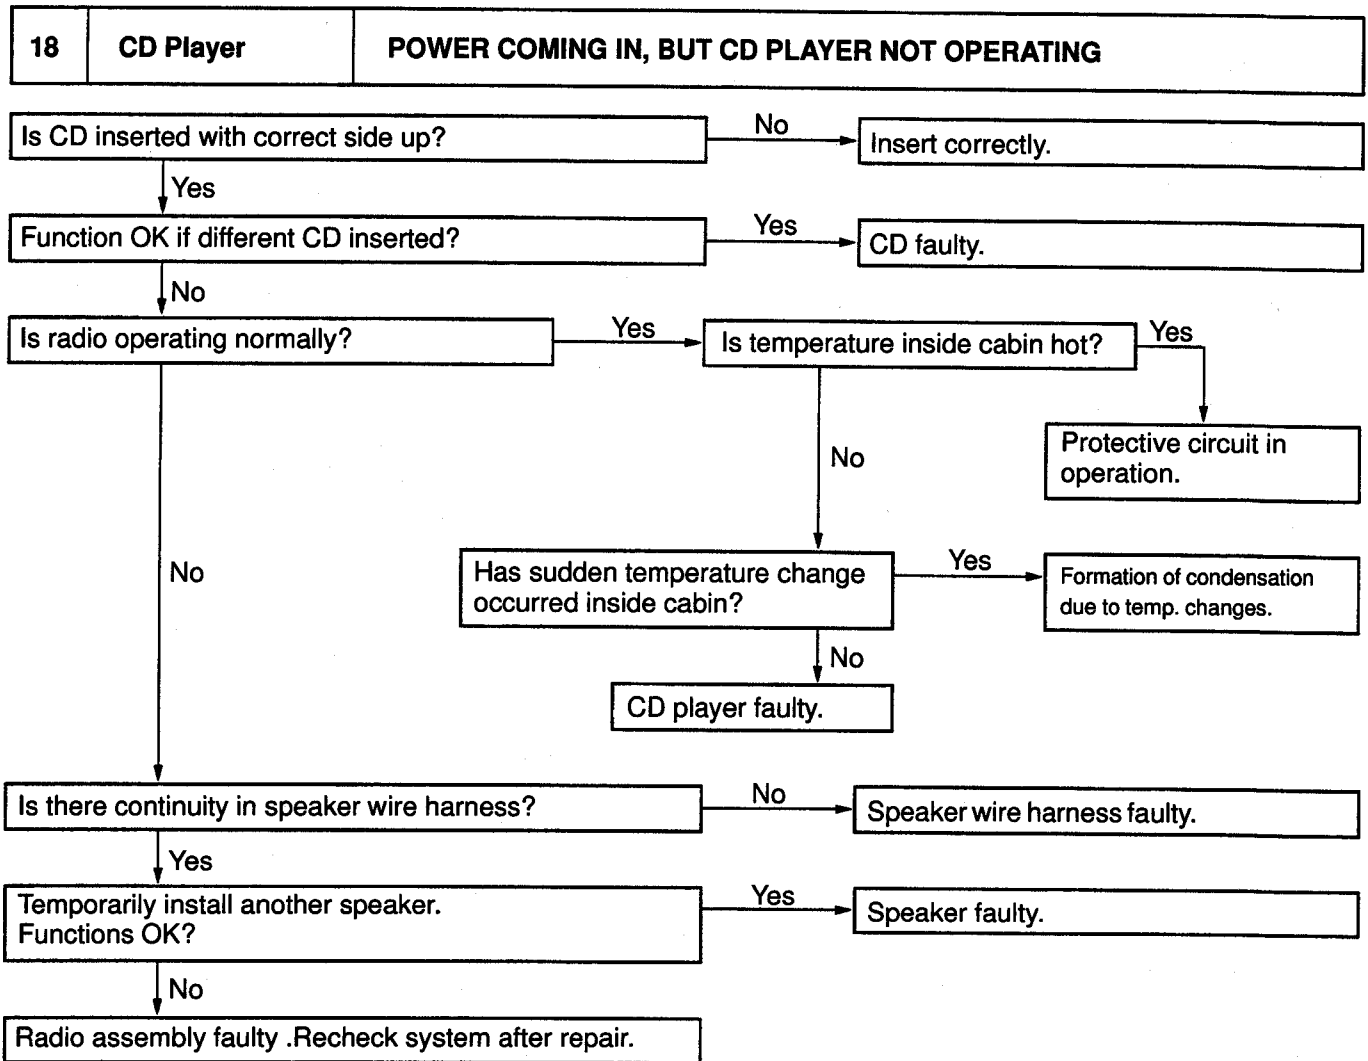 18 CD Player POWER COMING IN, BUT CD PLAYER NOT OPERATING
Is CD inserted with correct side up?
No
Insert correctly.
Yes
Function OK if different CD inserted?
Yes
CD faulty.
No
Is radio operating normally?
Yes
Is temperature inside cabin hot?
Yes
Protective circuit in
operation.
No
No
Has sudden temperature change
occurred inside cabin?
Yes
Formation of condensation
due to temp. changes.
No
CD player faulty.
Is there continuity in speaker wire harness?
No
Speaker wire harness faulty.
Yes
Temporarily install another speaker.
Functions OK?
Yes
Speaker faulty.
No
Radio assembly faulty .Recheck system after repair.